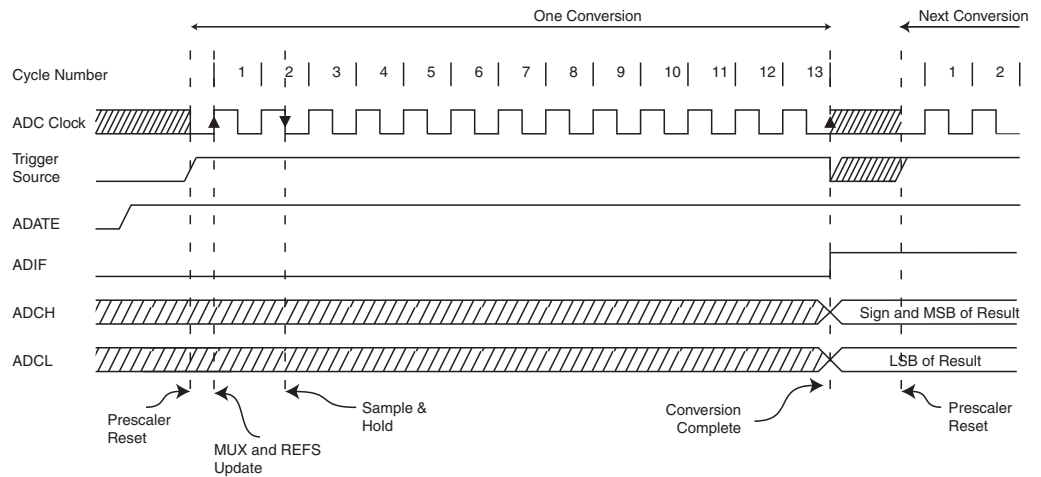 One Conversion
Next Conversion
Cycle Number
1 2 3 4 5 6 7 8 9 10 11 12 13 1 2
ADC Clock
Trigger
Source
ADATE
ADIF
ADCH
Sign and MSB of Result
ADCL
LSB of Result
Prescaler
Reset
MUX and REFS
Update
Sample &
Hold
Conversion
Complete
Prescaler
Reset